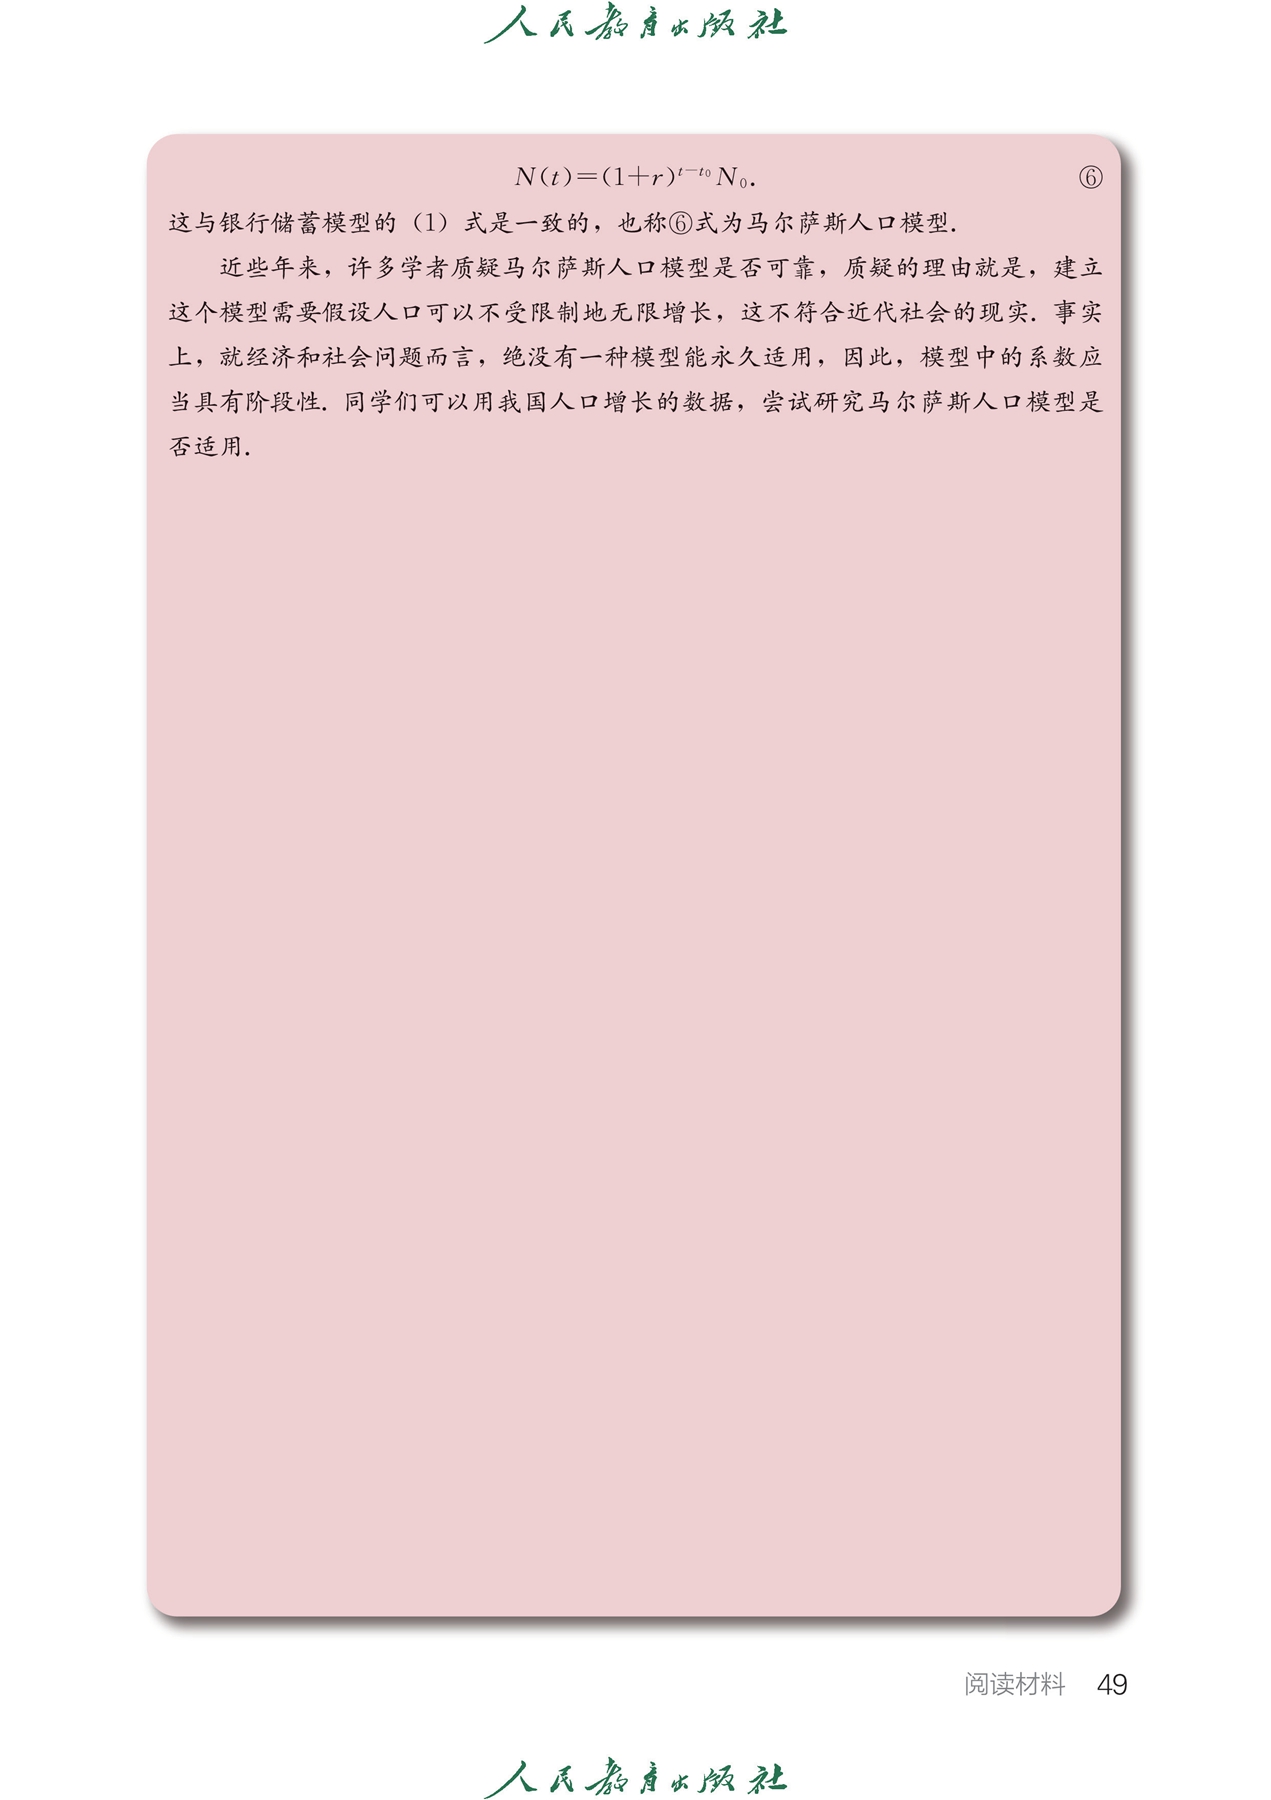 人民教育出版社
N(t)=(1+r)^{t-t_0}N_0. ⑥
这与银行储蓄模型的（1）式是一致的，也称⑥式为马尔萨斯人口模型.
近些年来，许多学者质疑马尔萨斯人口模型是否可靠，质疑的理由就是，建立
这个模型需要假设人口可以不受限制地无限增长，这不符合近代社会的现实. 事实
上，就经济和社会问题而言，绝没有一种模型能永久适用，因此，模型中的系数应
当具有阶段性. 同学们可以用我国人口增长的数据，尝试研究马尔萨斯人口模型是
否适用.
阅读材料 49
人民教育出版社